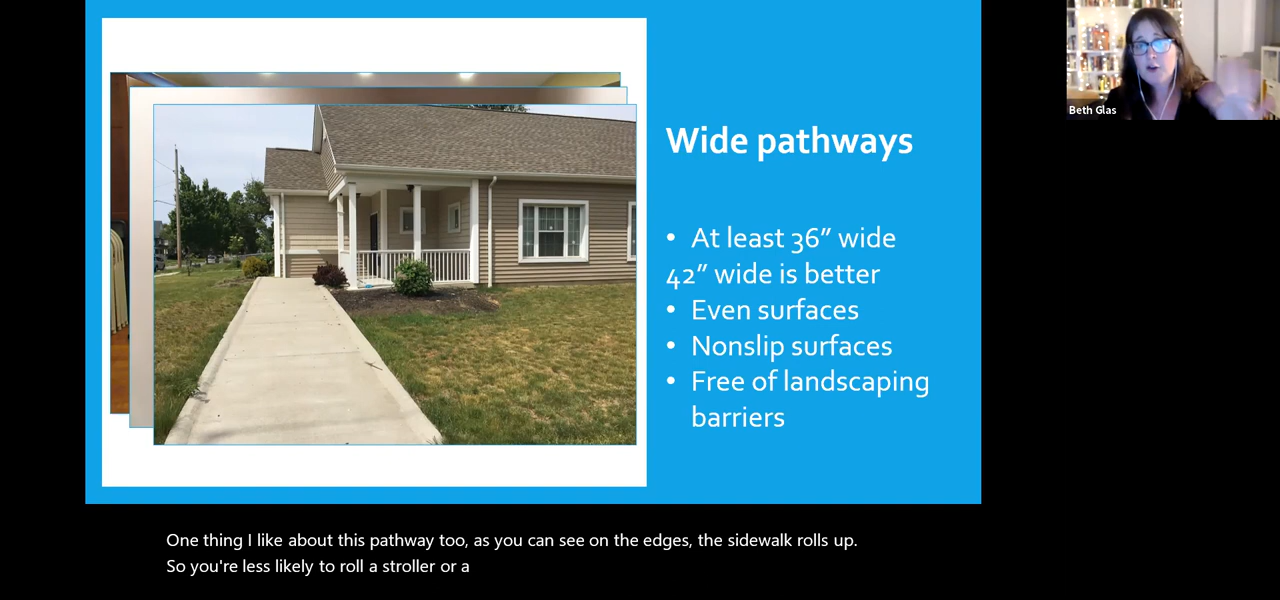 Beth Glas
Wide pathways
• At least 36” wide
42” wide is better
• Even surfaces
• Nonslip surfaces
• Free of landscaping
barriers
One thing I like about this pathway too, as you can see on the edges, the sidewalk rolls up.
So you're less likely to roll a stroller or a